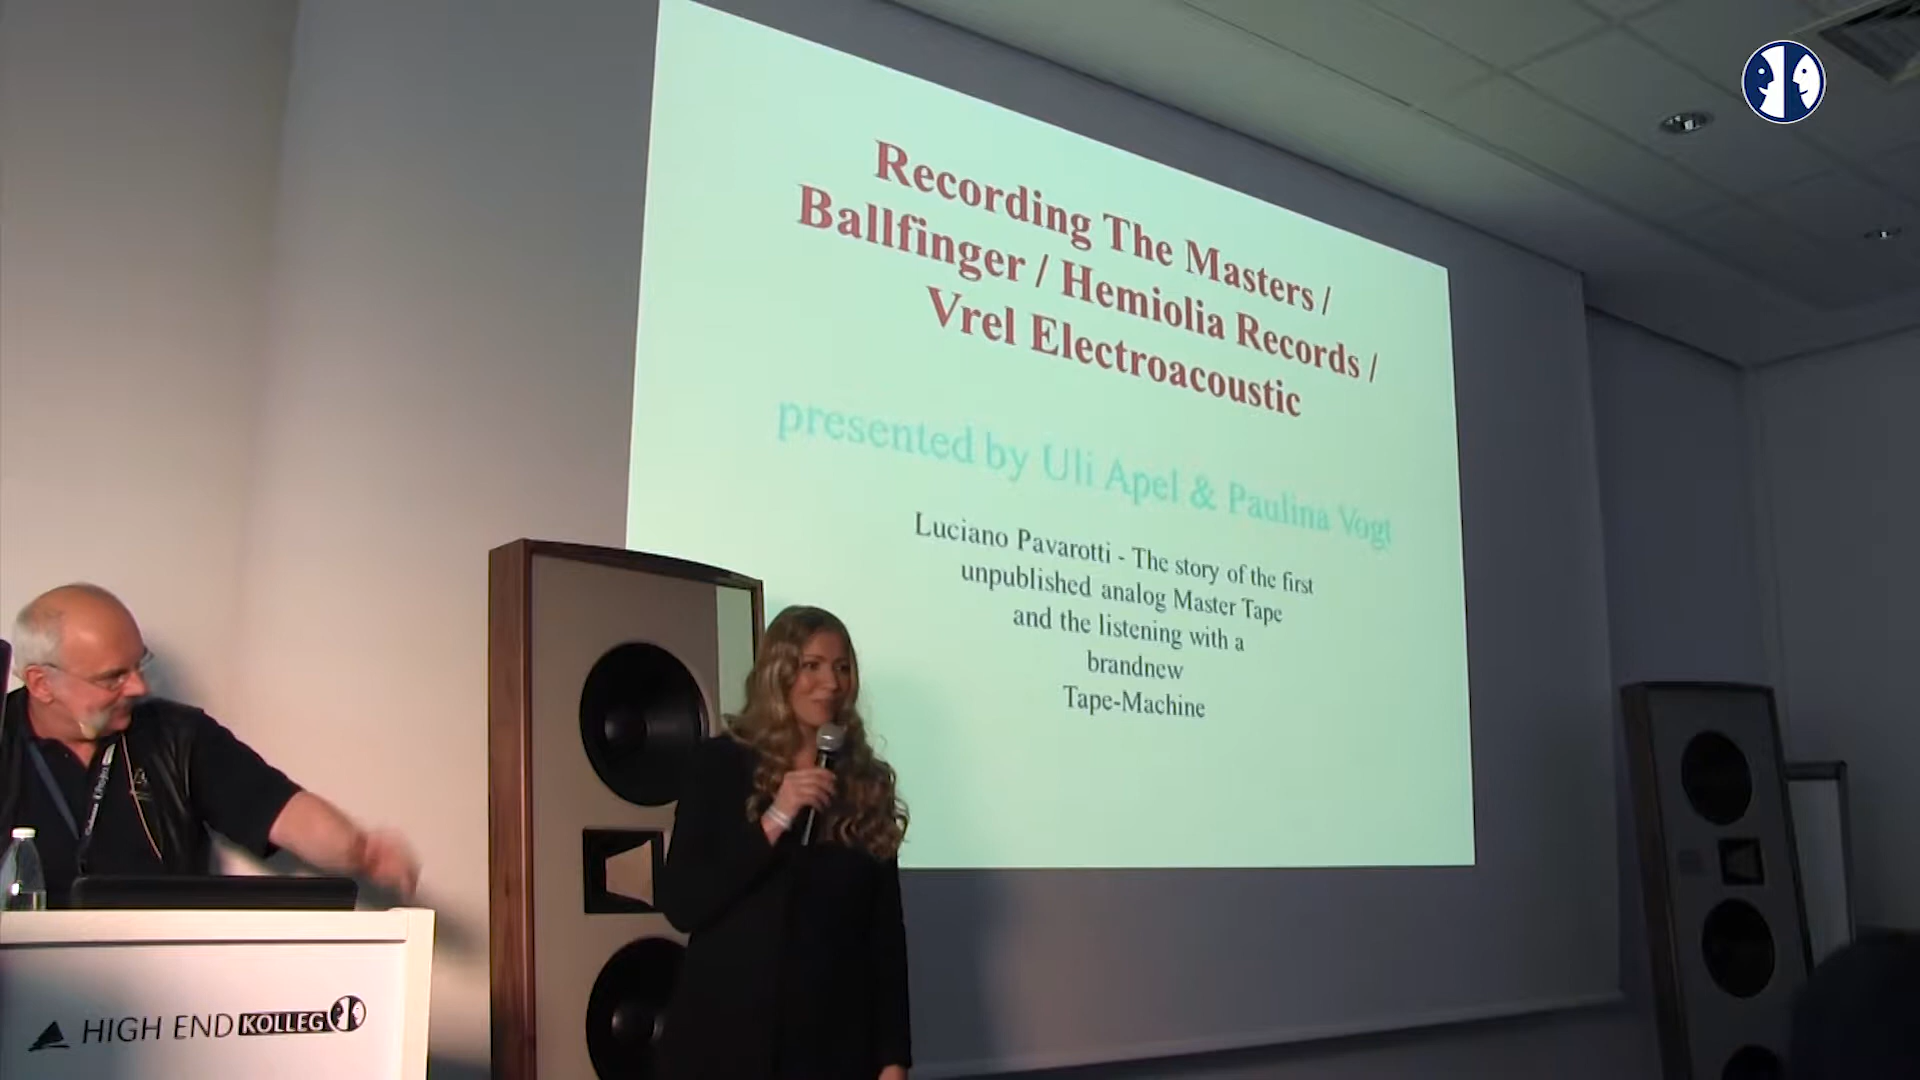 Recording The Masters /
Ballfinger / Hemiolia Records /
Vrel Electroacoustic
presented by Uli Apel & Paulina Vogt
Luciano Pavarotti - The story of the first
unpublished analog Master Tape
and the listening with a
brandnew
Tape-Machine
HIGH END KOLLEG